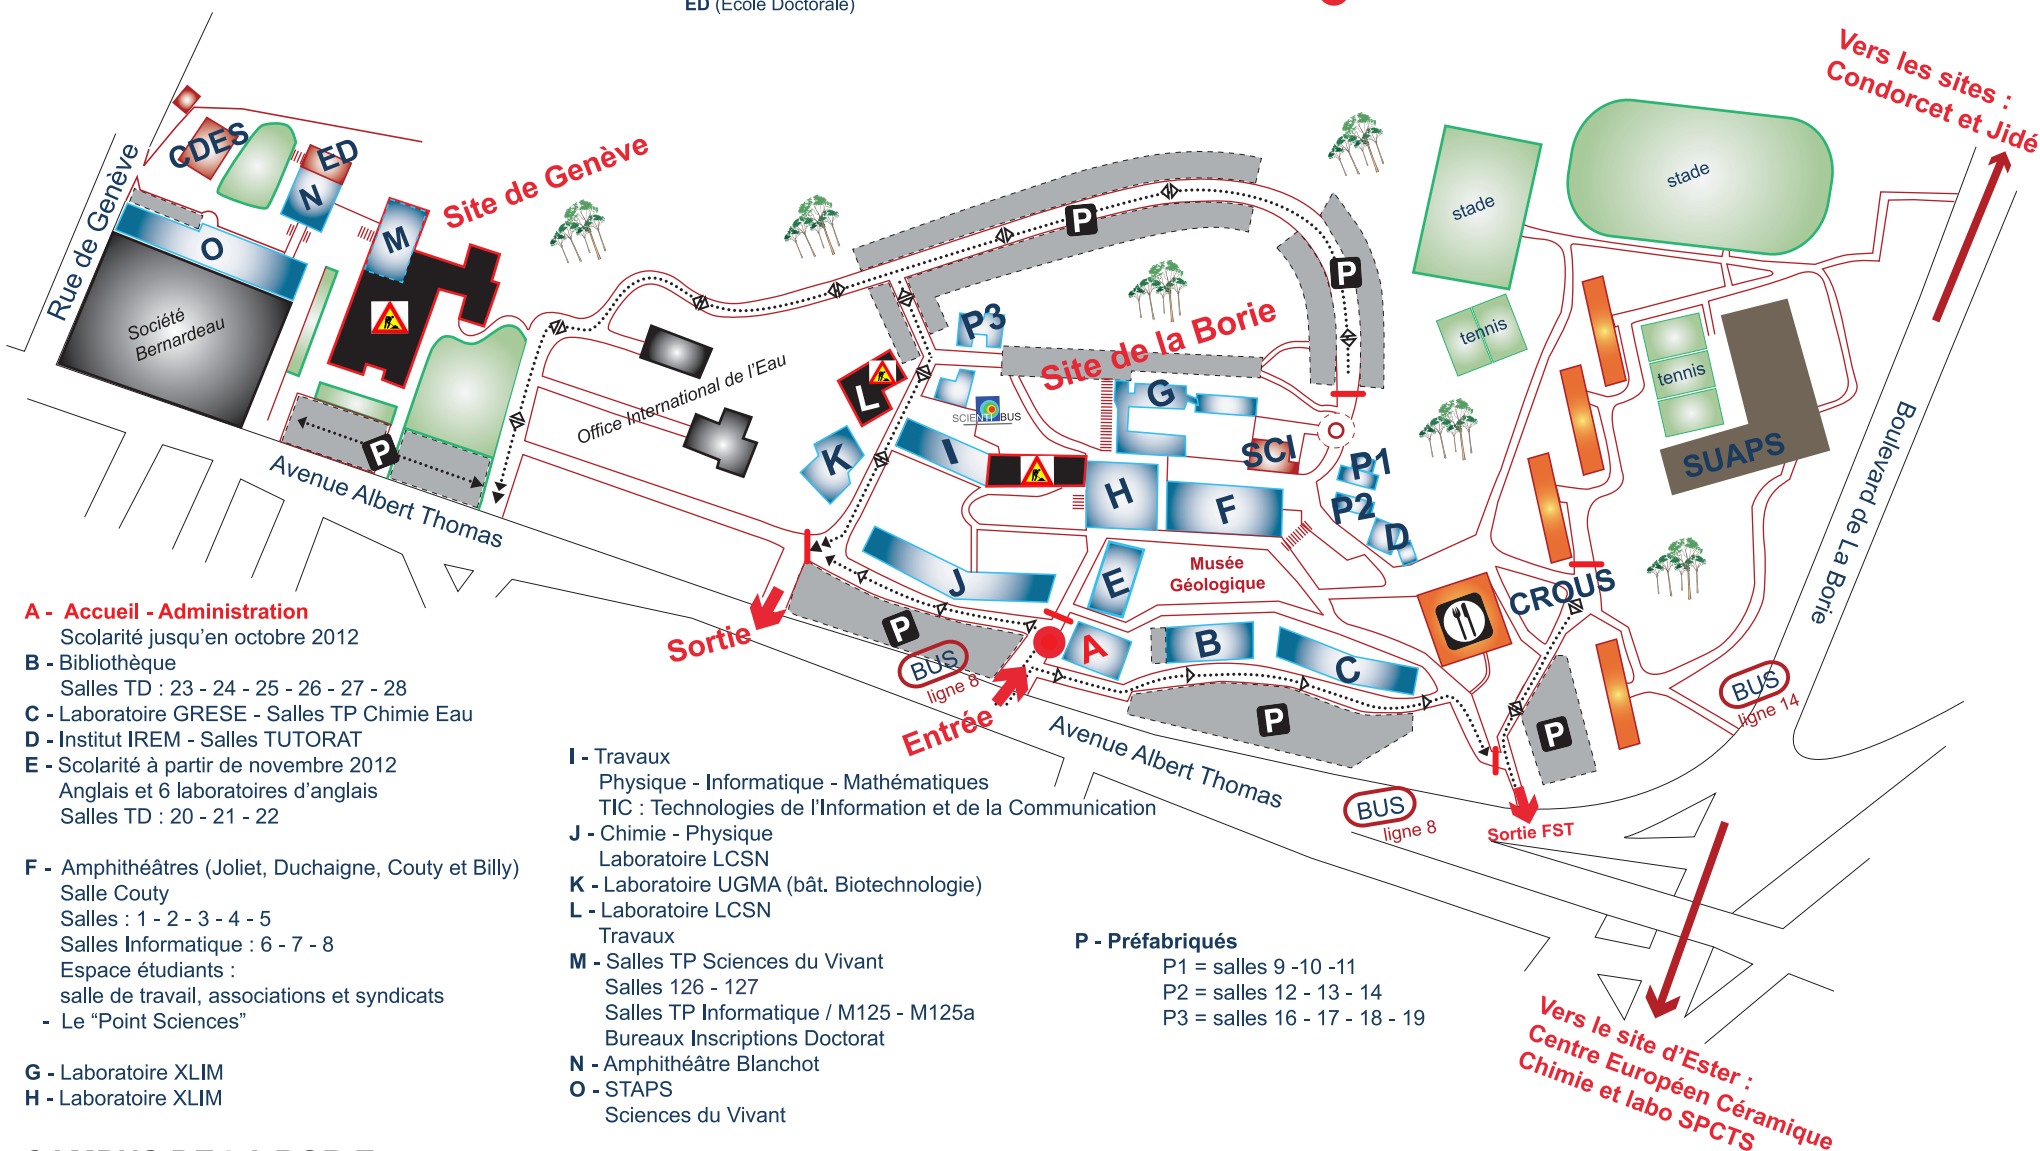 ED (Ecole Doctorale)
Vers les sites :
Condorcet et Jidé
Rue de Genève
CDES
ED
N
O
M
Site de Genève
Société
Bernardeau
P
Avenue Albert Thomas
Office International de l'Eau
P
P
P3
Site de la Borie
L
SCIENTI BUS
K
I
G
SCI
H
F
P1
P2
D
J
E
Musée
Géologique
stade
stade
tennis
tennis
SUAPS
CROUS
Boulevard de La Borie
Sortie
P
BUS
ligne 8
Entrée
A
B
C
P
P
Avenue Albert Thomas
BUS
ligne 8
BUS
ligne 14
Sortie FST
Vers le site d'Ester :
Centre Européen Céramique
Chimie et labo SPCTS
A - Accueil - Administration
Scolarité jusqu'en octobre 2012
B - Bibliothèque
Salles TD : 23 - 24 - 25 - 26 - 27 - 28
C - Laboratoire GRESE - Salles TP Chimie Eau
D - Institut IREM - Salles TUTORAT
E - Scolarité à partir de novembre 2012
Anglais et 6 laboratoires d'anglais
Salles TD : 20 - 21 - 22
F - Amphithéâtres (Joliet, Duchaigne, Couty et Billy)
Salle Couty
Salles : 1 - 2 - 3 - 4 - 5
Salles Informatique : 6 - 7 - 8
Espace étudiants :
salle de travail, associations et syndicats
- Le “Point Sciences”
G - Laboratoire XLIM
H - Laboratoire XLIM
I - Travaux
Physique - Informatique - Mathématiques
TIC : Technologies de l'Information et de la Communication
J - Chimie - Physique
Laboratoire LCSN
K - Laboratoire UGMA (bât. Biotechnologie)
L - Laboratoire LCSN
Travaux
M - Salles TP Sciences du Vivant
Salles 126 - 127
Salles TP Informatique / M125 - M125a
Bureaux Inscriptions Doctorat
N - Amphithéâtre Blanchot
O - STAPS
Sciences du Vivant
P - Préfabriqués
P1 = salles 9 -10 -11
P2 = salles 12 - 13 - 14
P3 = salles 16 - 17 - 18 - 19